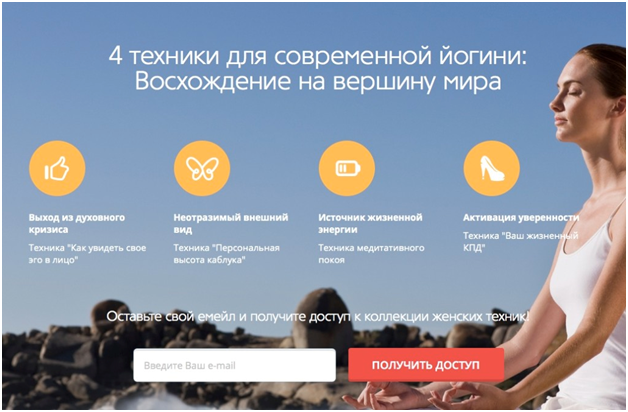 4 техники для современной йогини:
Восхождение на вершину мира
Выход из духовного
кризиса
Техника "Как увидеть свое
эго в лицо"
Неотразимый внешний
вид
Техника "Персональная
высота каблука"
Источник жизненной
энергии
Техника медитативного
покоя
Активация уверенности
Техника "Ваш жизненный
КПД"
Оставьте свой емейл и получите доступ к коллекции женских техник!
Введите Ваш e-mail
ПОЛУЧИТЬ ДОСТУП